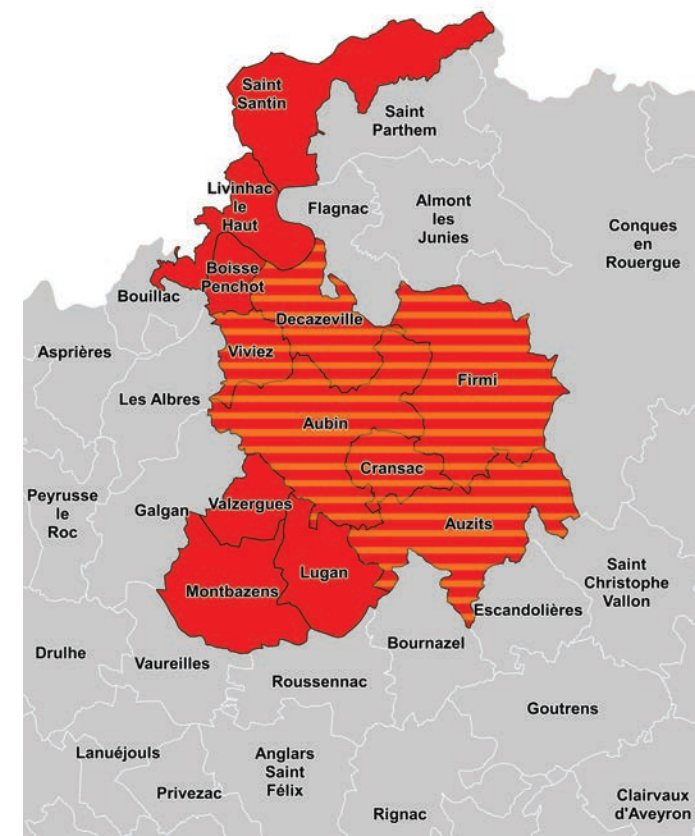 Saint
Santin
Saint
Parthem
Livinhac
le
Haut
Flagnac
Almont
les
Junies
Conques
en
Rouergue
Boisse
Penchot
Bouillac
Decazeville
Asprières
Viviez
Firmi
Les Albres
Aubin
Cransac
Peyrusse
le
Roc
Galgan
Valzergues
Auzits
Lugan
Montbazens
Saint
Christophe
Vallon
Escandolières
Drulhe
Vaureilles
Bournazel
Roussennac
Goutrens
Lanuéjouls
Anglars
Saint
Félix
Privezac
Rignac
Clairvaux
d'Aveyron